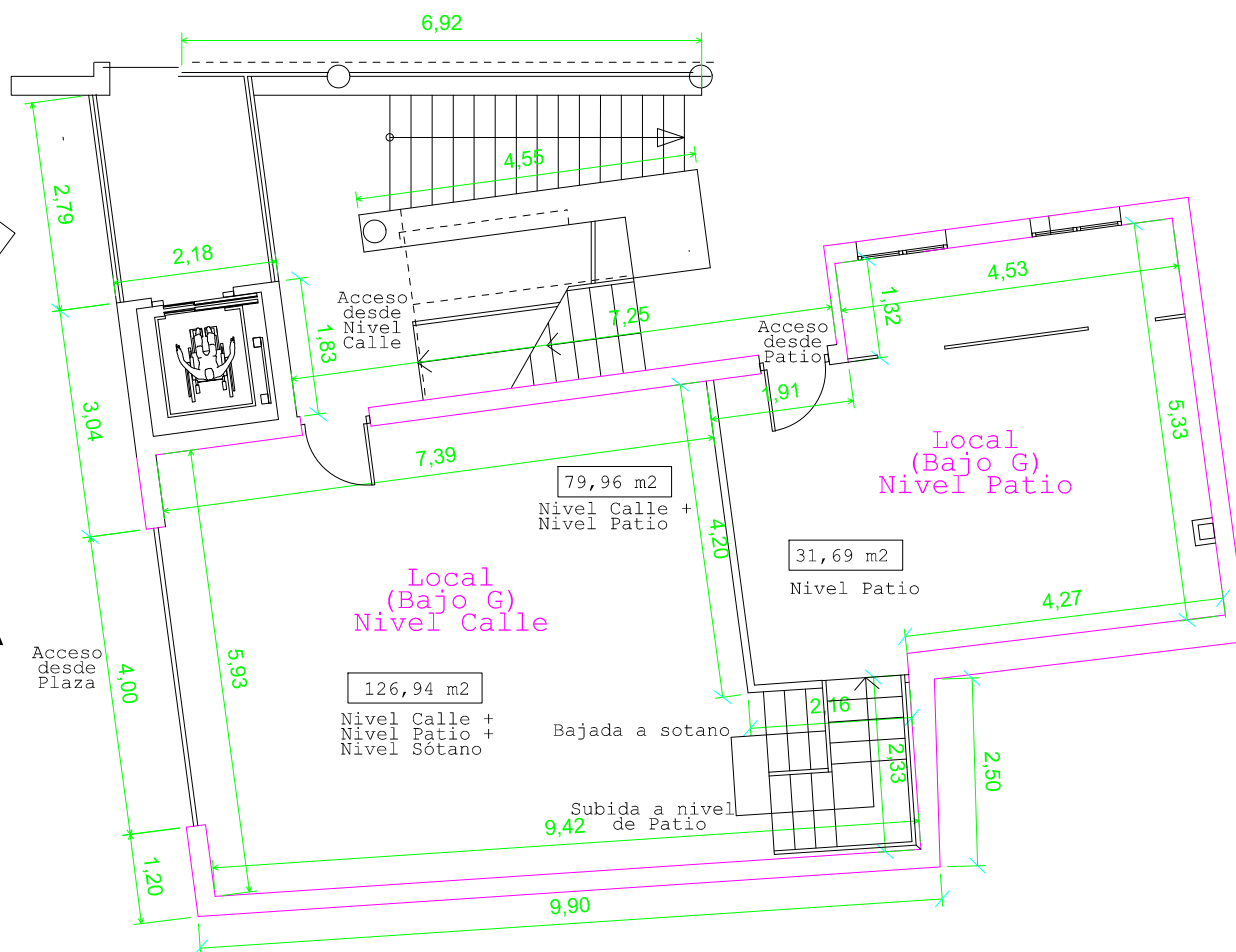 6,92
4,55
2,79
2,18
Acceso
desde
Nivel
Calle
1,83
7,25
4,53
1,32
Acceso
desde
Patio
1,91
3,04
7,39
5,33
Local
(Bajo G)
Nivel Patio
79,96 m2
Nivel Calle +
Nivel Patio
4,20
31,69 m2
Nivel Patio
Local
(Bajo G)
Nivel Calle
4,27
Acceso
desde
Plaza
4,00
5,93
126,94 m2
Nivel Calle +
Nivel Patio +
Nivel Sótano
Bajada a sotano
2,16
2,33
2,50
Subida a nivel
de Patio
9,42
1,20
9,90